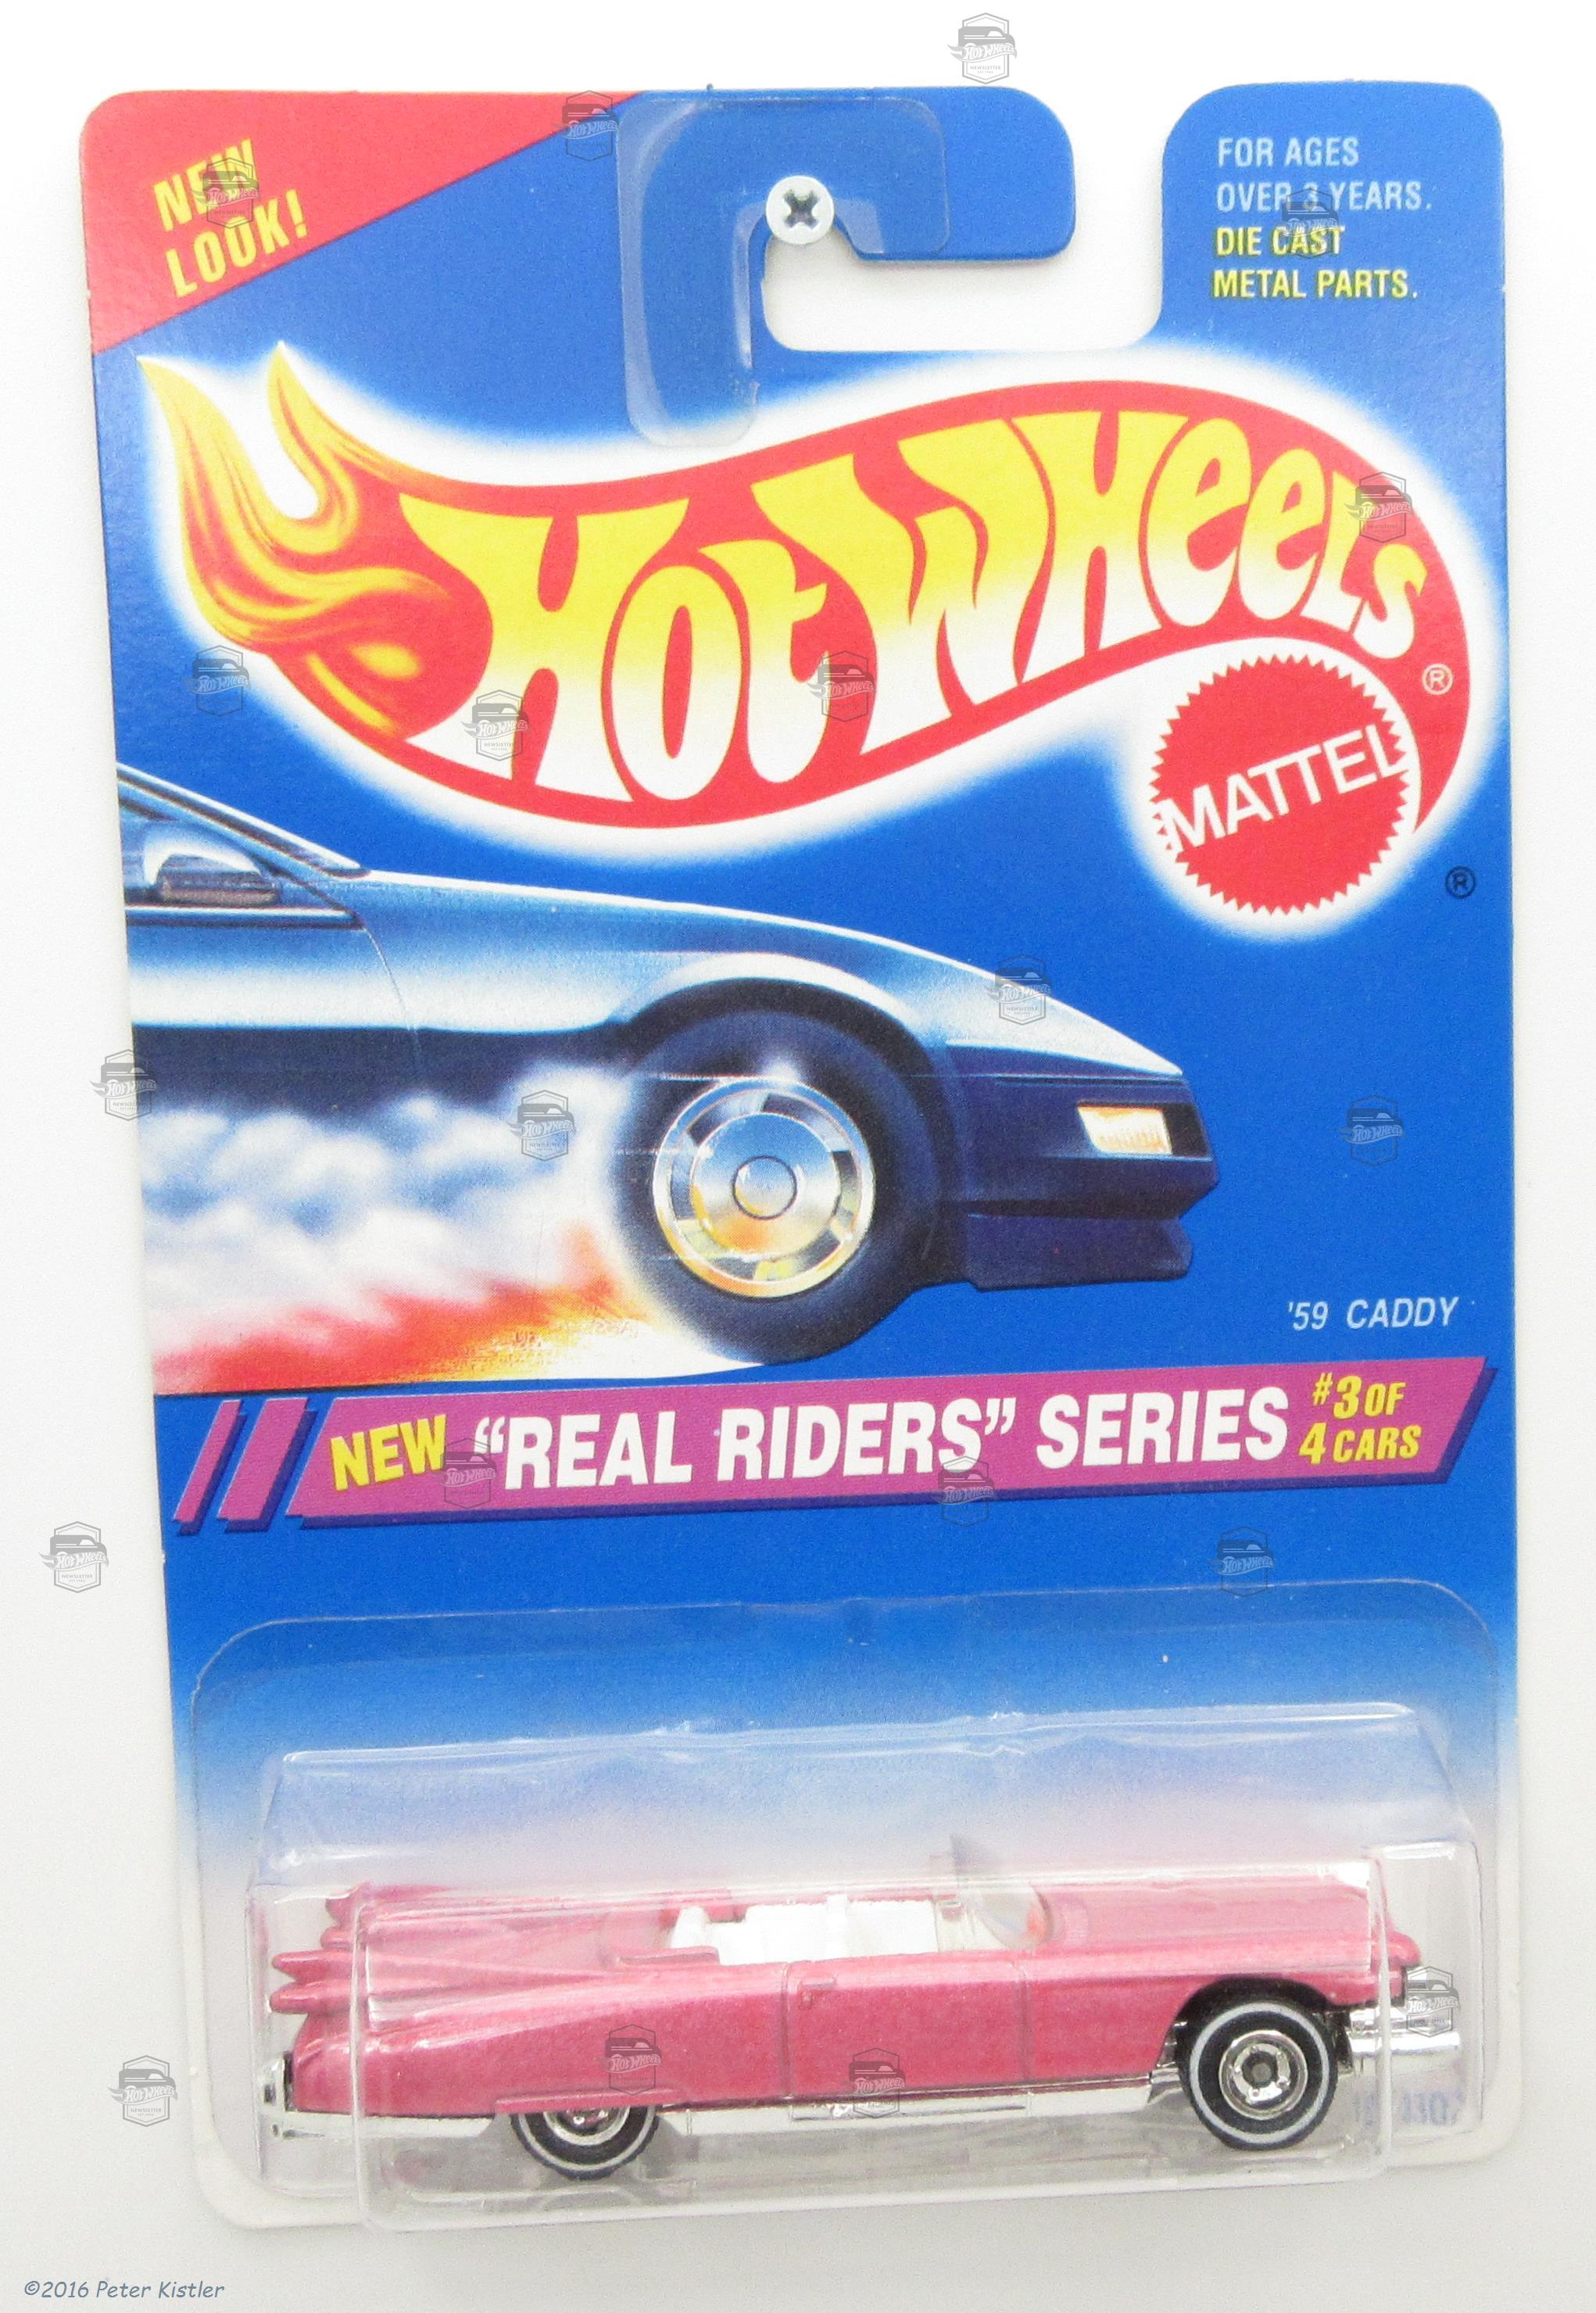 NEW
LOOK!
FOR AGES
OVER 3 YEARS.
DIE CAST
METAL PARTS.
HOT WHEELS
®
MATTEL
®
'59 CADDY
NEW “REAL RIDERS” SERIES #3 OF
4 CARS
©2016 Peter Kistler